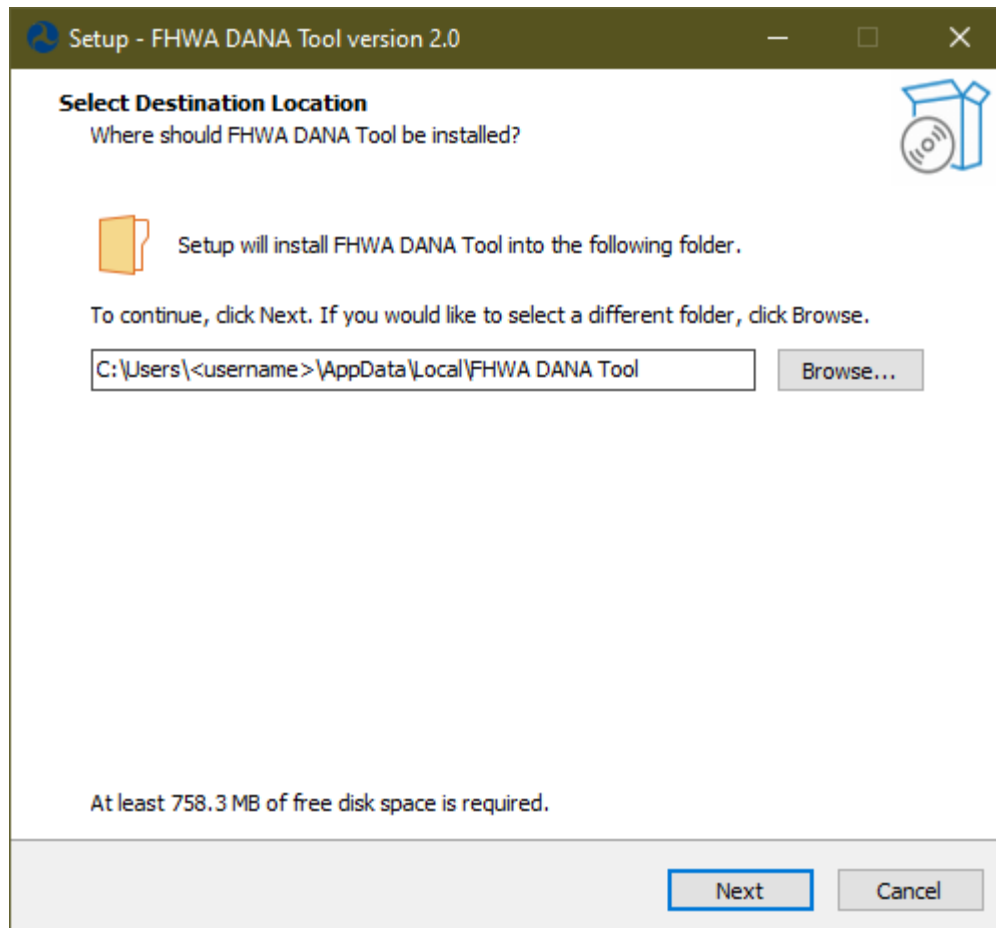 Setup - FHWA DANA Tool version 2.0
Select Destination Location
Where should FHWA DANA Tool be installed?
Setup will install FHWA DANA Tool into the following folder.
To continue, click Next. If you would like to select a different folder, click Browse.
C:\Users\<username>\AppData\Local\FHWA DANA Tool
Browse...
At least 758.3 MB of free disk space is required.
Next
Cancel